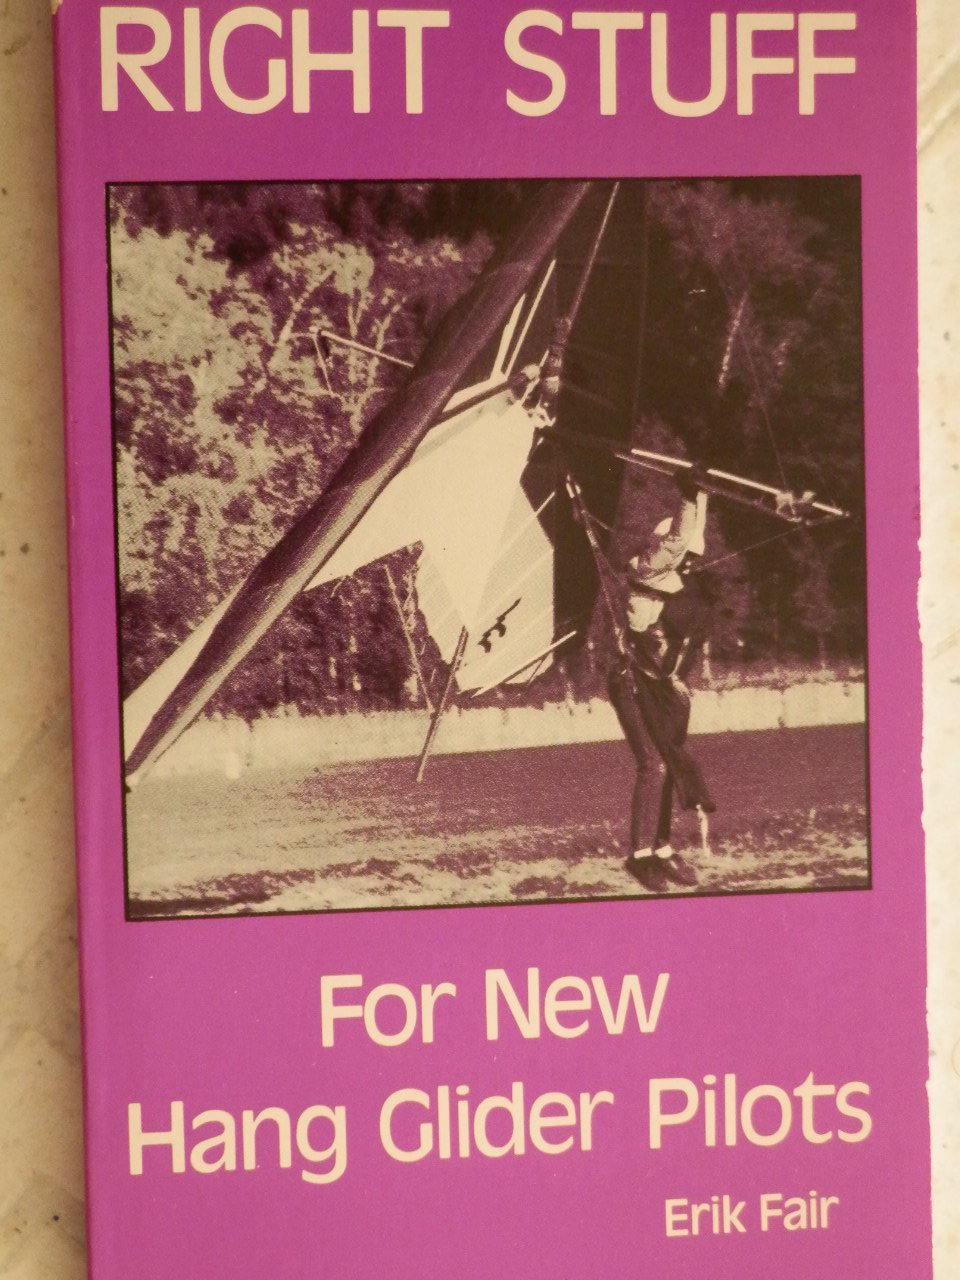 RIGHT STUFF
For New
Hang Glider Pilots
Erik Fair